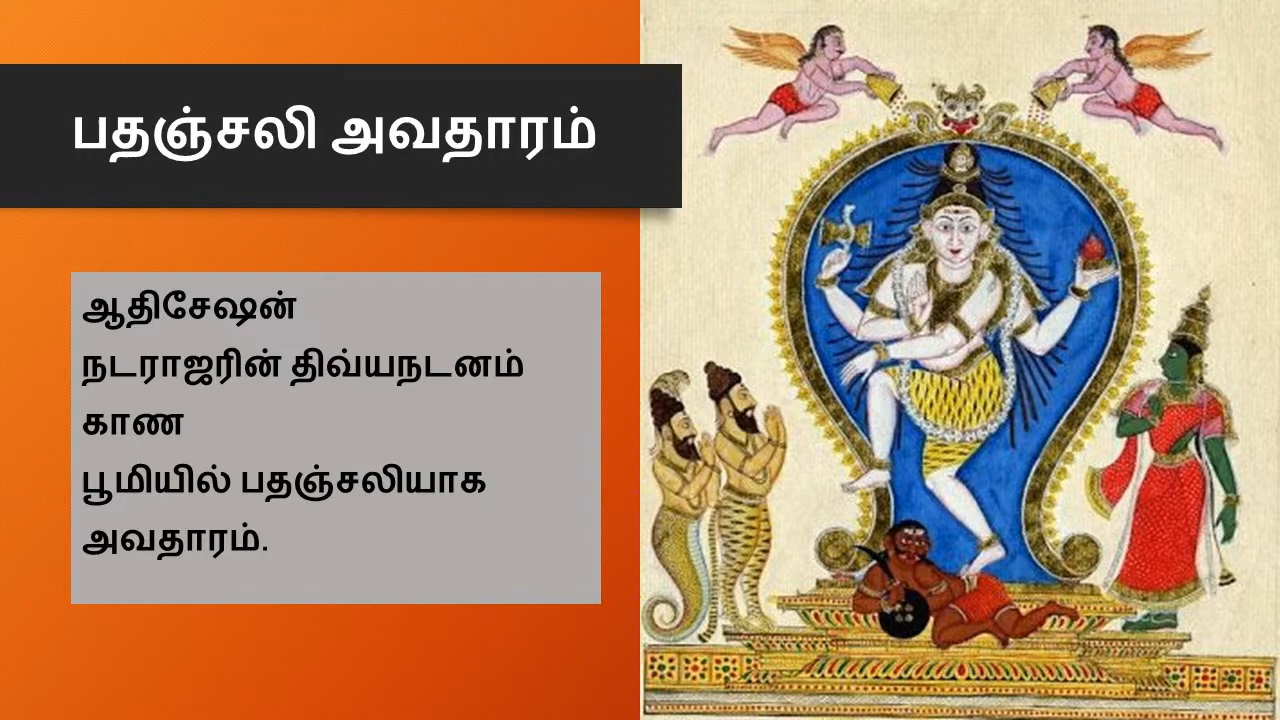 பதஞ்சலி அவதாரம்
ஆதிசேஷன்
நடராஜரின் திவ்யநடனம்
காண
பூமியில் பதஞ்சலியாக
அவதாரம்.